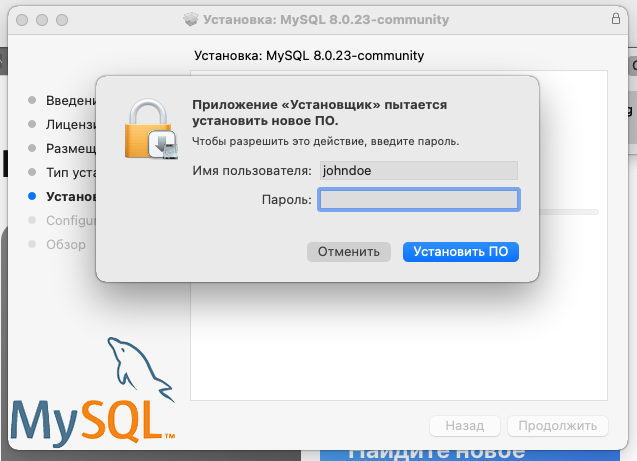 Установка: MySQL 8.0.23-community
Установка: MySQL 8.0.23-community
Приложение «Установщик» пытается
установить новое ПО.
Чтобы разрешить это действие, введите пароль.
Имя пользователя: johndoe
Пароль:
Отменить
Установить ПО
Введени
Лицензи
Размещ
Тип уста
Установ
Configur
Обзор
MySQL™
Назад
Продолжить
Найдите новое